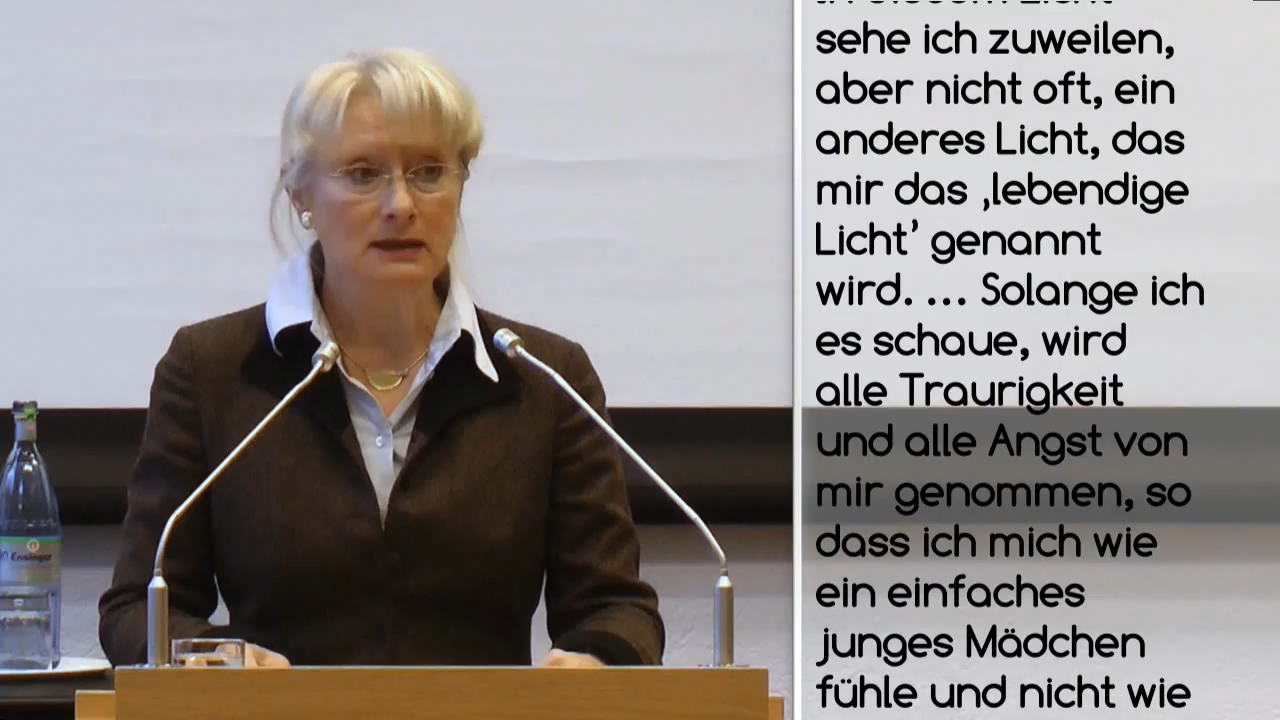 sehe ich zuweilen,
aber nicht oft, ein
anderes Licht, das
mir das ‚lebendige
Licht’ genannt
wird. ... Solange ich
es schaue, wird
alle Traurigkeit
und alle Angst von
mir genommen, so
dass ich mich wie
ein einfaches
junges Mädchen
fühle und nicht wie
Ensinger